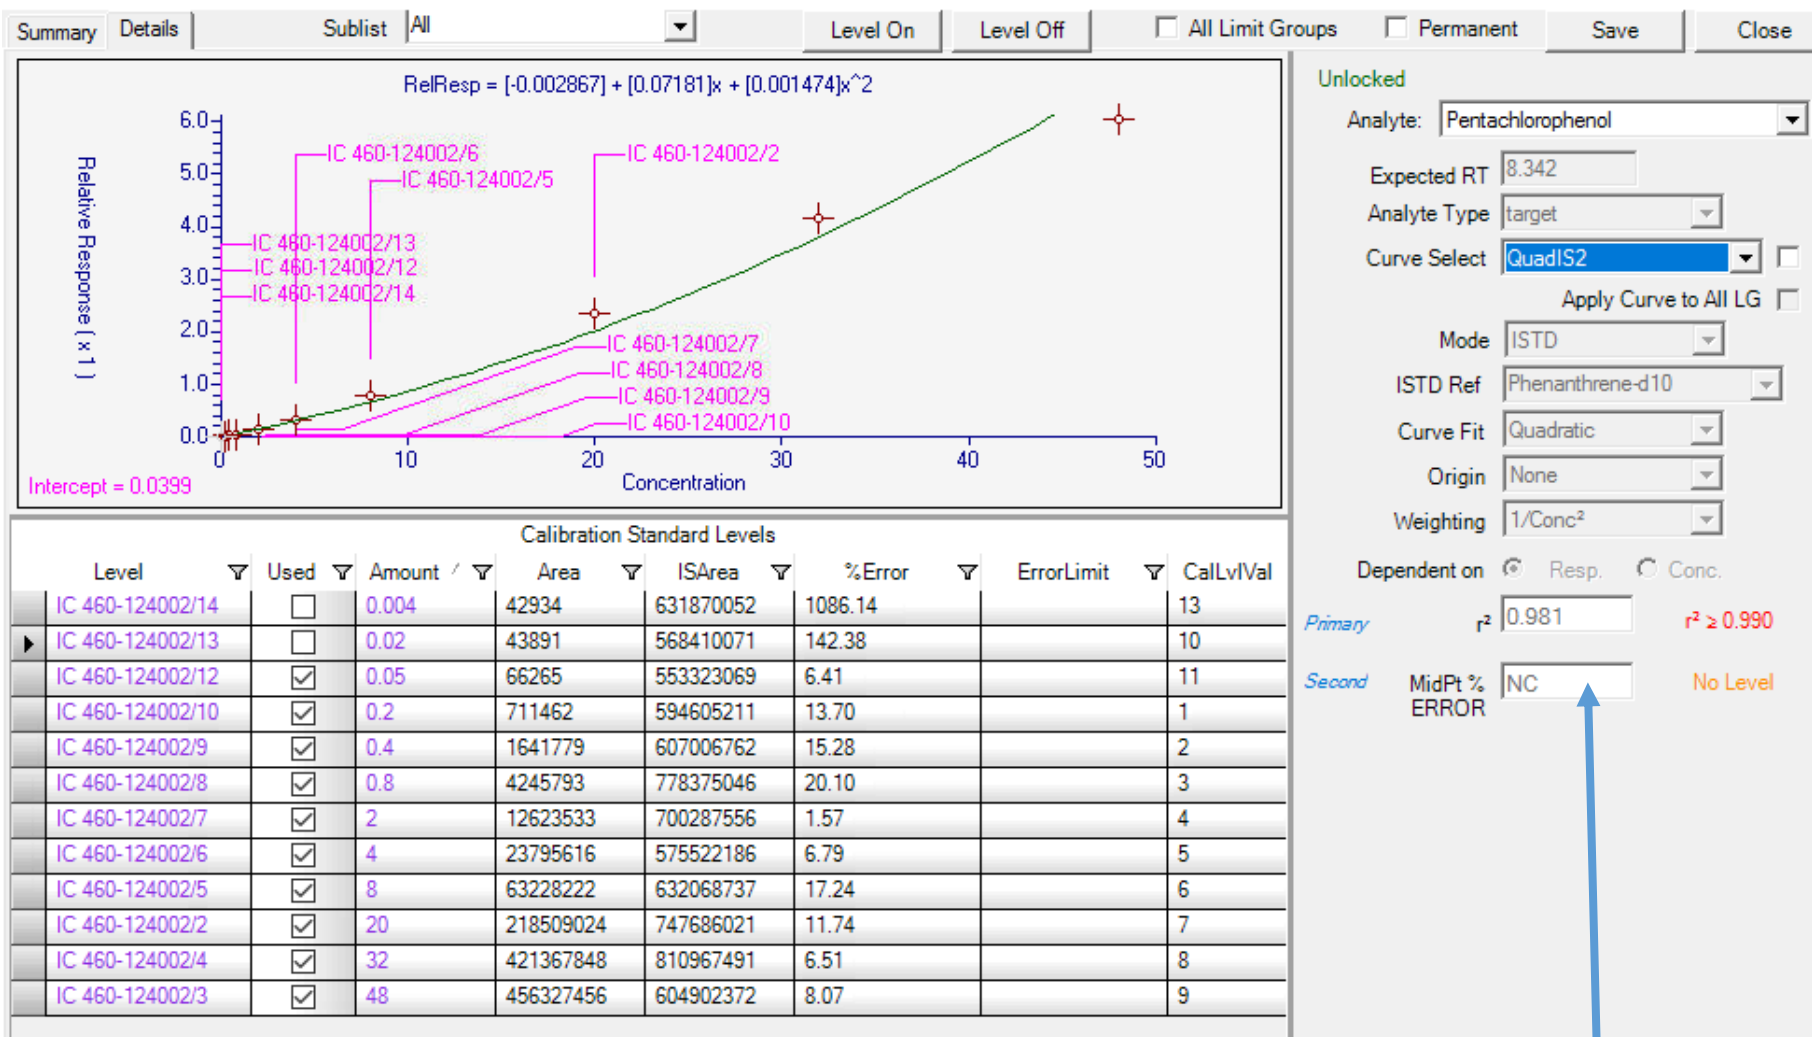 Summary Details Sublist All Level On Level Off All Limit Groups Permanent Save Close
RelResp = [-0.002867] + [0.07181]x + [0.001474]x^2
Relative Response ( x 1 )
6.0
5.0
4.0
3.0
2.0
1.0
0.0
IC 460-124002/6
IC 460-124002/2
IC 460-124002/5
IC 460-124002/13
IC 460-124002/12
IC 460-124002/14
IC 460-124002/7
IC 460-124002/8
IC 460-124002/9
IC 460-124002/10
0 10 20 30 40 50
Concentration
Intercept = 0.0399
Calibration Standard Levels
Level Used Amount Area ISArea %Error ErrorLimit CalLvlVal
IC 460-124002/14 0.004 42934 631870052 1086.14 13
IC 460-124002/13 0.02 43891 568410071 142.38 10
IC 460-124002/12 0.05 66265 553323069 6.41 11
IC 460-124002/10 0.2 711462 594605211 13.70 1
IC 460-124002/9 0.4 1641779 607006762 15.28 2
IC 460-124002/8 0.8 4245793 778375046 20.10 3
IC 460-124002/7 2 12623533 700287556 1.57 4
IC 460-124002/6 4 23795616 575522186 6.79 5
IC 460-124002/5 8 63228222 632068737 17.24 6
IC 460-124002/2 20 218509024 747686021 11.74 7
IC 460-124002/4 32 421367848 810967491 6.51 8
IC 460-124002/3 48 456327456 604902372 8.07 9
Unlocked
Analyte: Pentachlorophenol
Expected RT 8.342
Analyte Type target
Curve Select QuadIS2
Apply Curve to All LG
Mode ISTD
ISTD Ref Phenanthrene-d10
Curve Fit Quadratic
Origin None
Weighting 1/Conc²
Dependent on Resp. Conc.
Primary r² 0.981 r² ≥ 0.990
Second MidPt % ERROR NC No Level